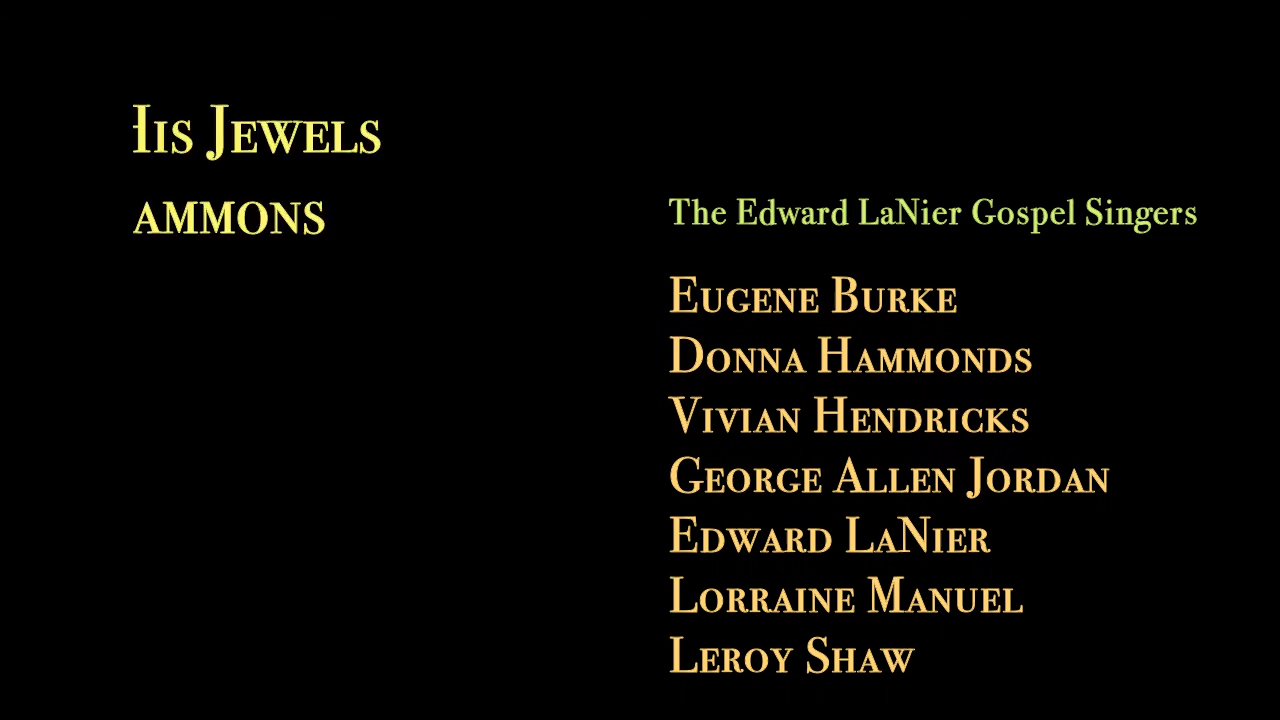 His Jewels
AMMONS
The Edward LaNier Gospel Singers
Eugene Burke
Donna Hammonds
Vivian Hendricks
George Allen Jordan
Edward LaNier
Lorraine Manuel
Leroy Shaw